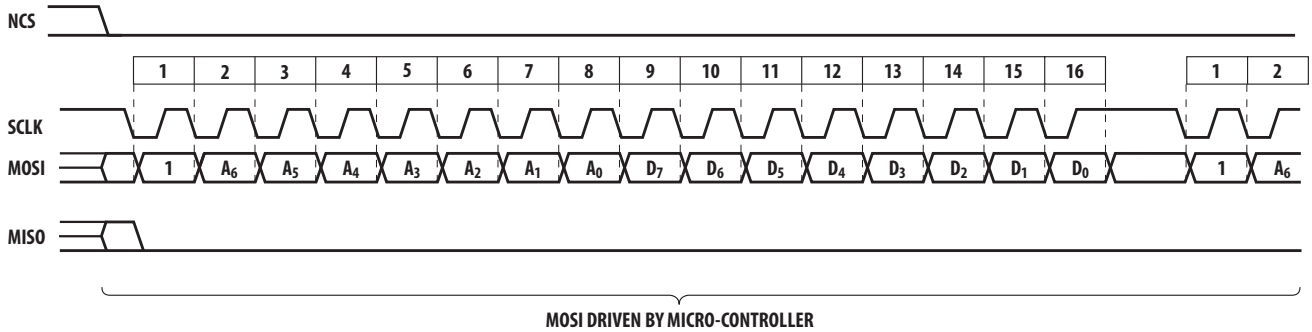 NCS
1 2 3 4 5 6 7 8 9 10 11 12 13 14 15 16 1 2
SCLK
MOSI 1 A6 A5 A4 A3 A2 A1 A0 D7 D6 D5 D4 D3 D2 D1 D0 1 A6
MISO
MOSI DRIVEN BY MICRO-CONTROLLER